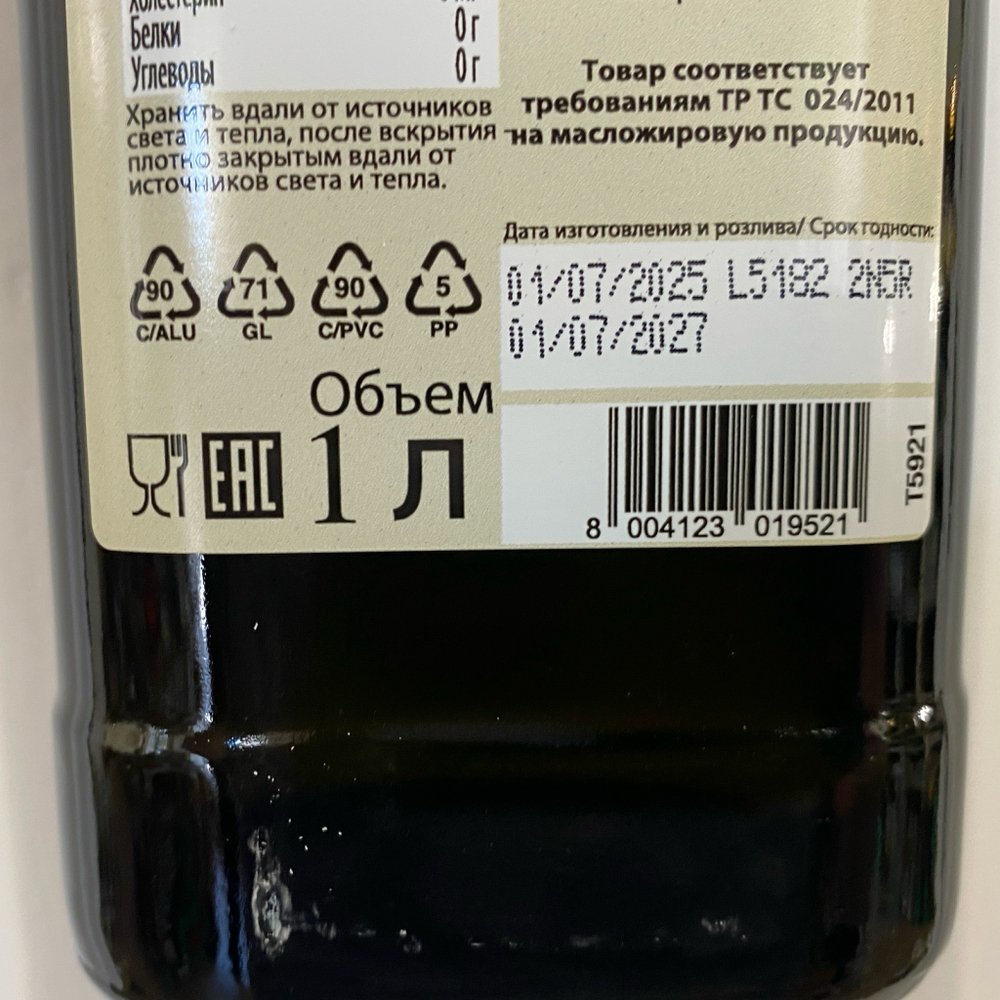 Холестерин
Белки 0 г
Углеводы 0 г
Хранить вдали от источников
света и тепла, после вскрытия -
плотно закрытым вдали от
источников света и тепла.
Товар соответствует
требованиям ТР ТС 024/2011
на масложировую продукцию.
Дата изготовления и розлива/ Срок годности:
01/07/2025 L5182 2N5R
01/07/2027
90 71 90 5
C/ALU GL C/PVC PP
Объем
1 л
EAC
8 004123 019521
T5921